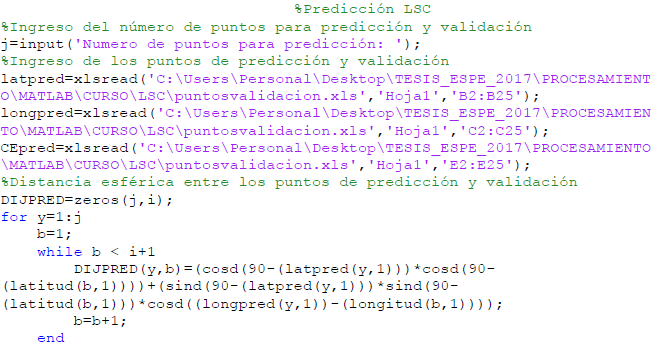 %Predicción LSC
%Ingreso del número de puntos para predicción y validación
j=input('Numero de puntos para predicción: ');
%Ingreso de los puntos de predicción y validación
latpred=xlsread('C:\Users\Personal\Desktop\TESIS_ESPE_2017\PROCESAMIENT
O\MATLAB\CURSO\LSC\puntosvalidacion.xls','Hoja1','B2:B25');
longpred=xlsread('C:\Users\Personal\Desktop\TESIS_ESPE_2017\PROCESAMIEN
TO\MATLAB\CURSO\LSC\puntosvalidacion.xls','Hoja1','C2:C25');
CEpred=xlsread('C:\Users\Personal\Desktop\TESIS_ESPE_2017\PROCESAMIENTO
\MATLAB\CURSO\LSC\puntosvalidacion.xls','Hoja1','E2:E25');
%Distancia esférica entre los puntos de predicción y validación
DIJPRED=zeros(j,i);
for y=1:j
b=1;
while b < i+1
DIJPRED(y,b)=(cosd(90-(latpred(y,1)))*cosd(90-
(latitud(b,1))))+(sind(90-(latpred(y,1)))*sind(90-
(latitud(b,1)))*cosd((longpred(y,1))-(longitud(b,1))));
b=b+1;
end